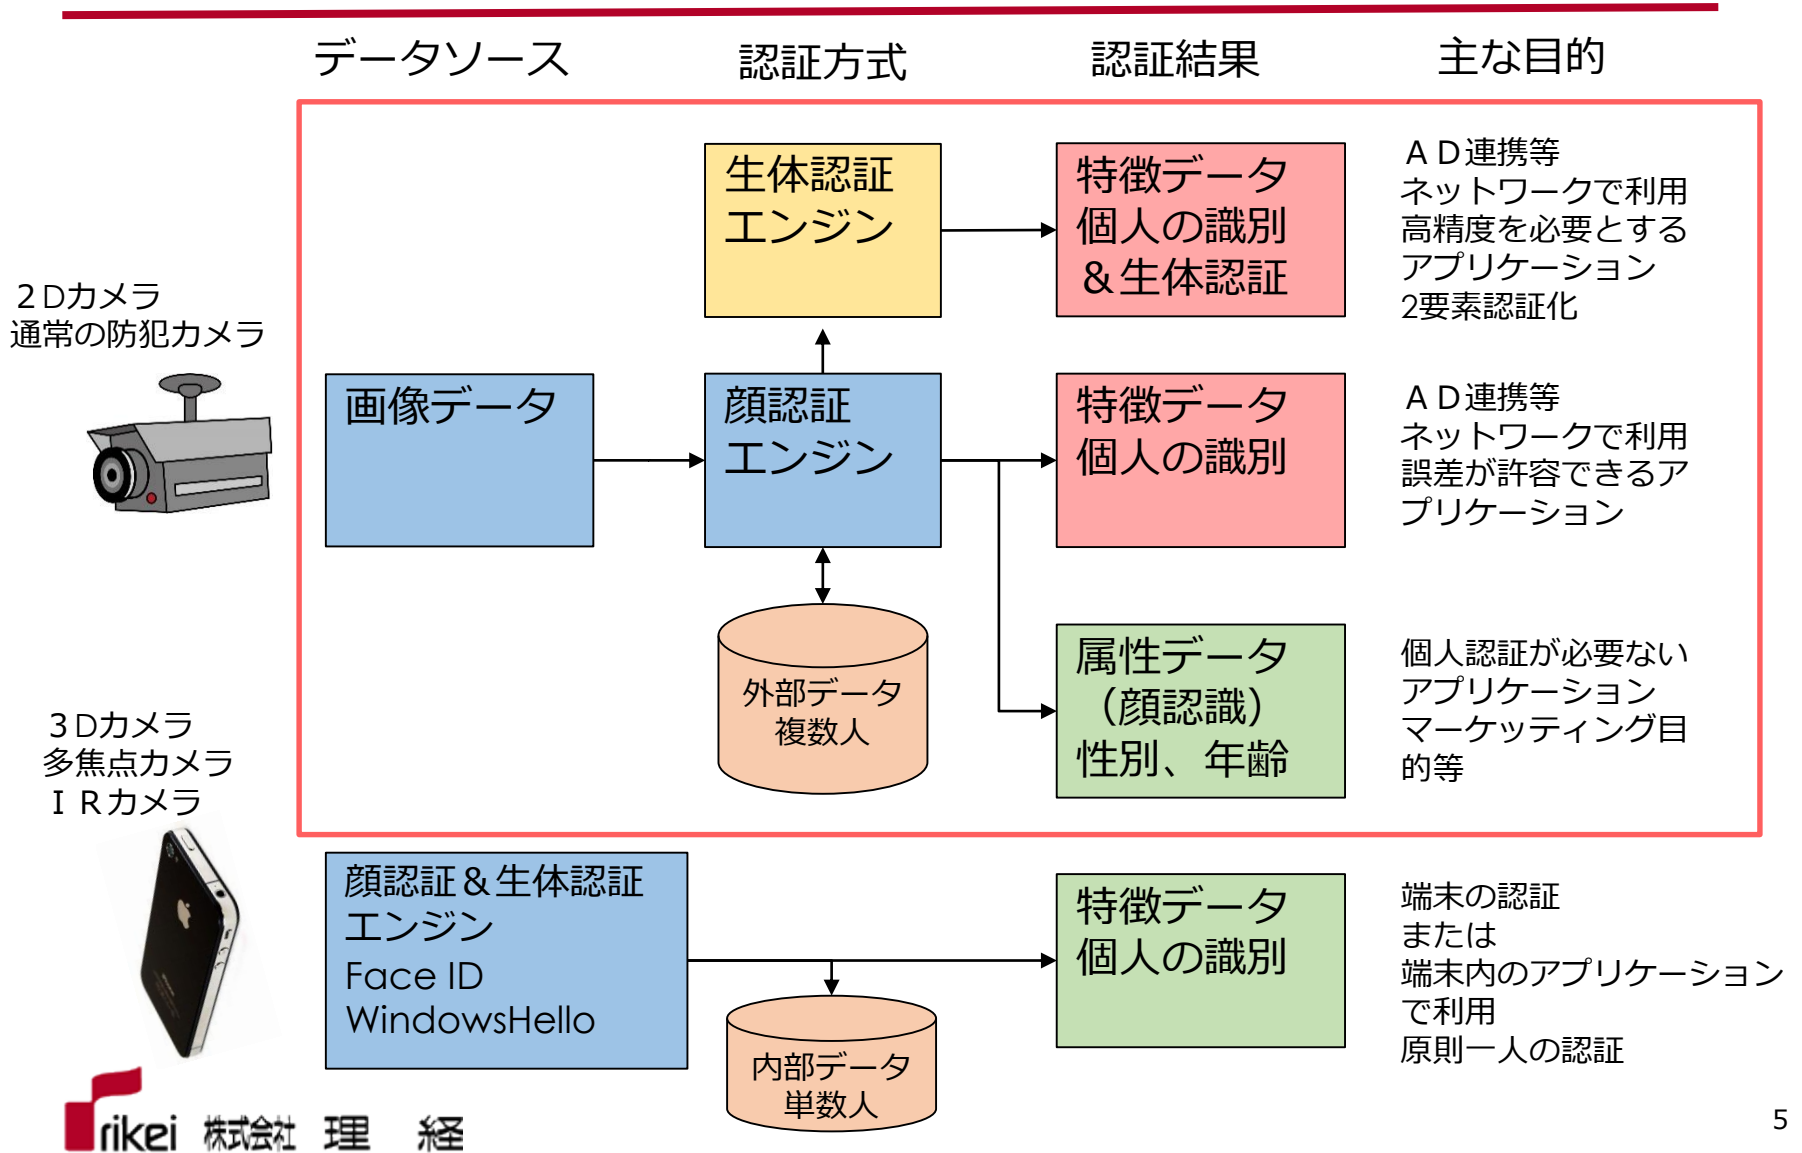 データソース
認証方式
認証結果
主な目的
2Dカメラ
通常の防犯カメラ
画像データ
生体認証
エンジン
顔認証
エンジン
外部データ
複数人
特徴データ
個人の識別
&生体認証
AD連携等
ネットワークで利用
高精度を必要とする
アプリケーション
2要素認証化
特徴データ
個人の識別
AD連携等
ネットワークで利用
誤差が許容できるア
プリケーション
属性データ
(顔認識)
性別、年齢
個人認証が必要ない
アプリケーション
マーケッティング目
的等
3Dカメラ
多焦点カメラ
IRカメラ
顔認証&生体認証
エンジン
Face ID
WindowsHello
内部データ
単数人
特徴データ
個人の識別
端末の認証
または
端末内のアプリケーション
で利用
原則一人の認証
rikei 株式会社 理 経
5